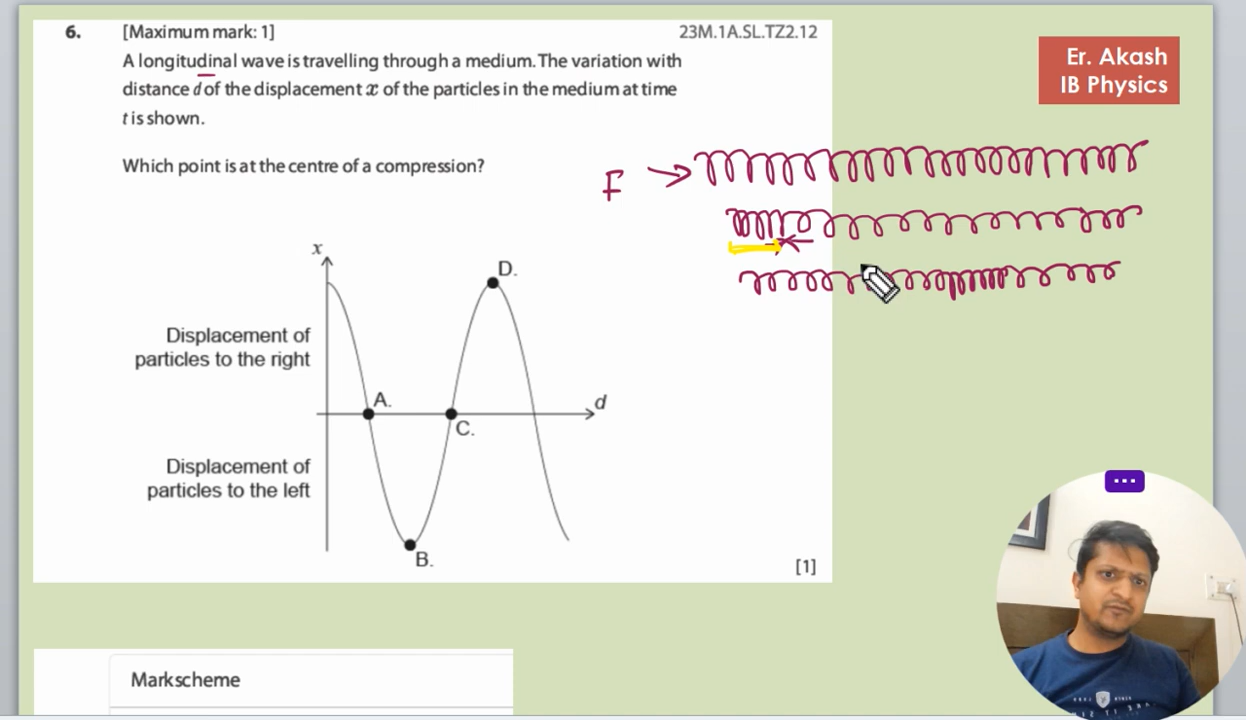 6. [Maximum mark: 1] 23M.1A.SL.TZ2.12
A longitudinal wave is travelling through a medium. The variation with
distance d of the displacement x of the particles in the medium at time
t is shown.
Which point is at the centre of a compression?
Er. Akash
IB Physics
F
x
D.
Displacement of
particles to the right
A.
d
C.
Displacement of
particles to the left
B.
[1]
Markscheme